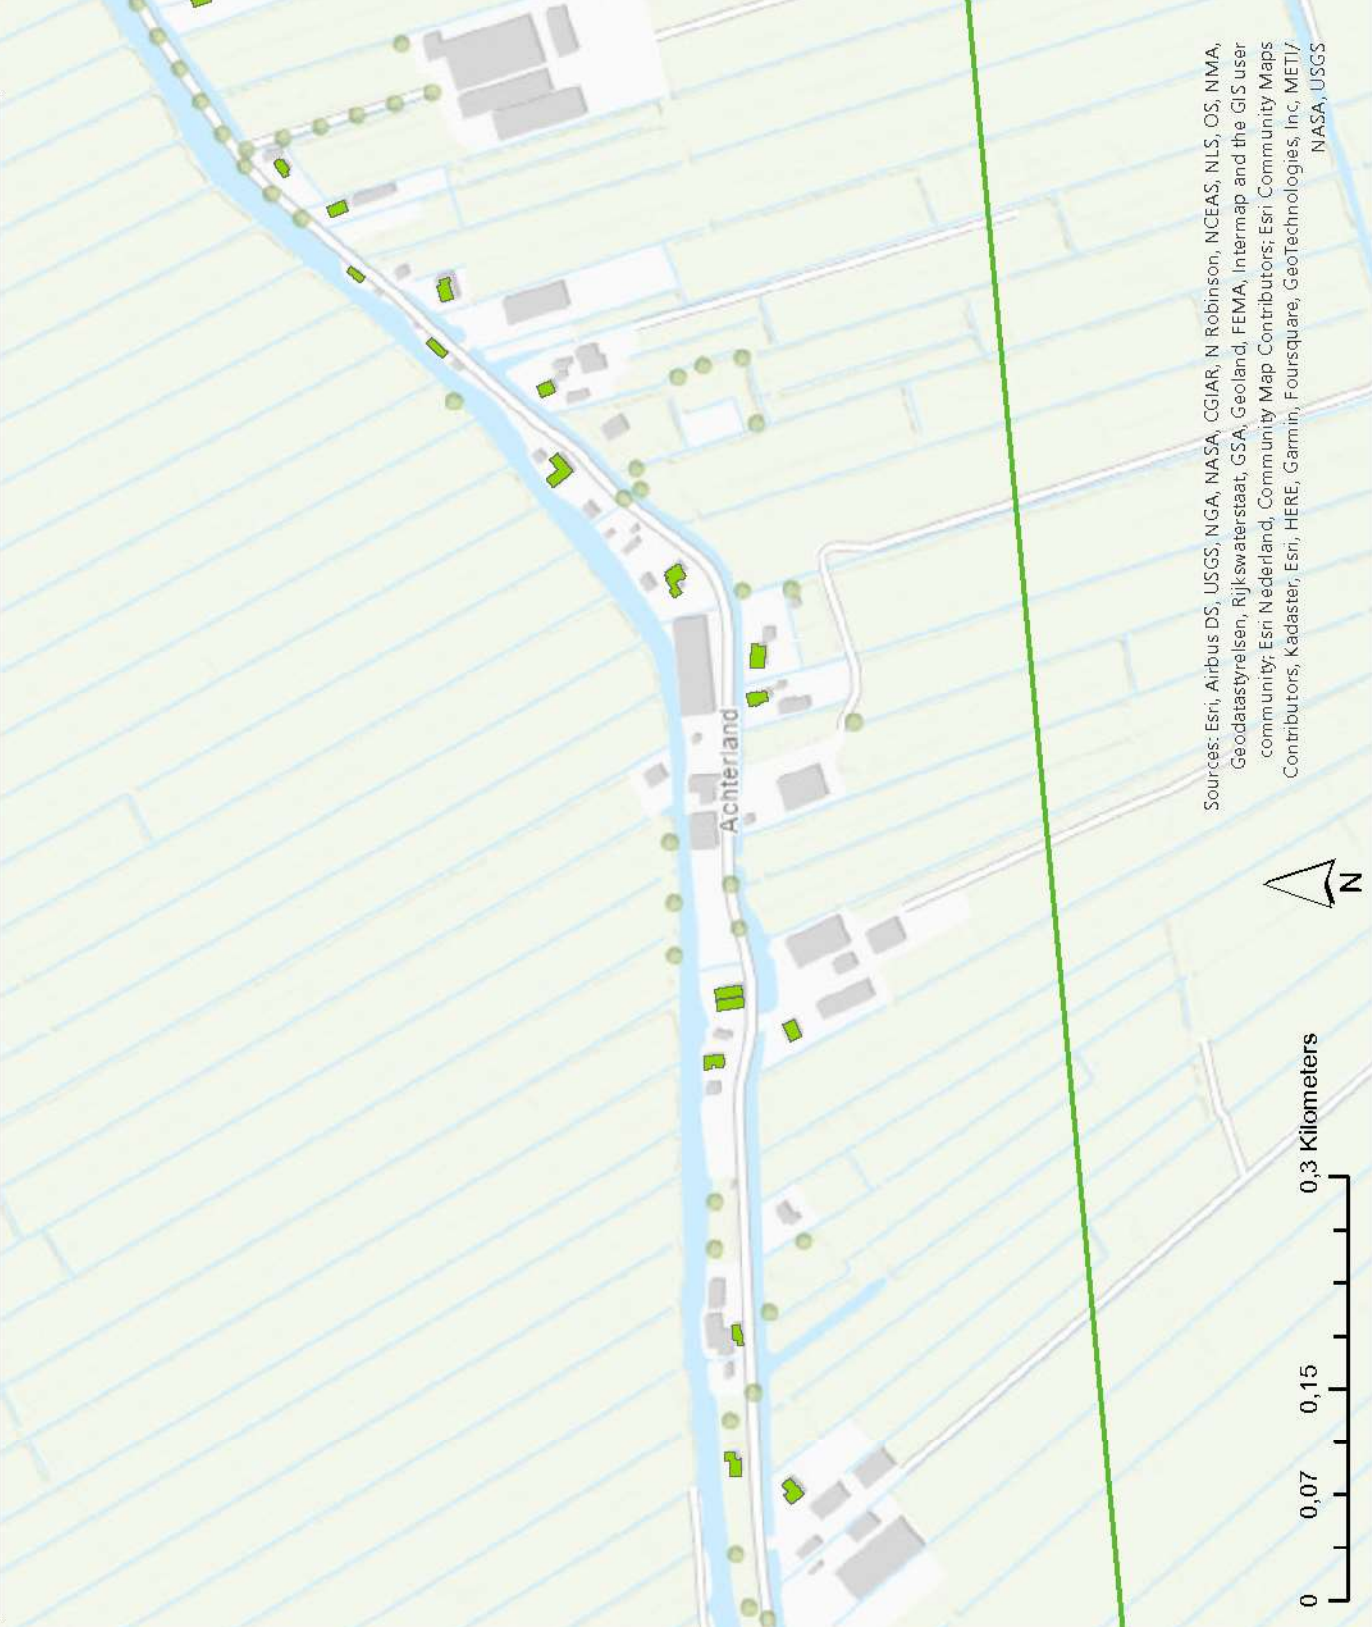 Achterland
Sources: Esri, Airbus DS, USGS, NGA, NASA, CGIAR, N Robinson, NCEAS, NLS, OS, NMA,
Geodatastyrelsen, Rijkswaterstaat, GSA, Geoland, FEMA, Intermap and the GIS user
community; Esri Nederland, Community Map Contributors; Esri Community Maps
Contributors, Kadaster, Esri, HERE, Garmin, Foursquare, GeoTechnologies, Inc, METI/
NASA, USGS
N
0 0,07 0,15 0,3 Kilometers